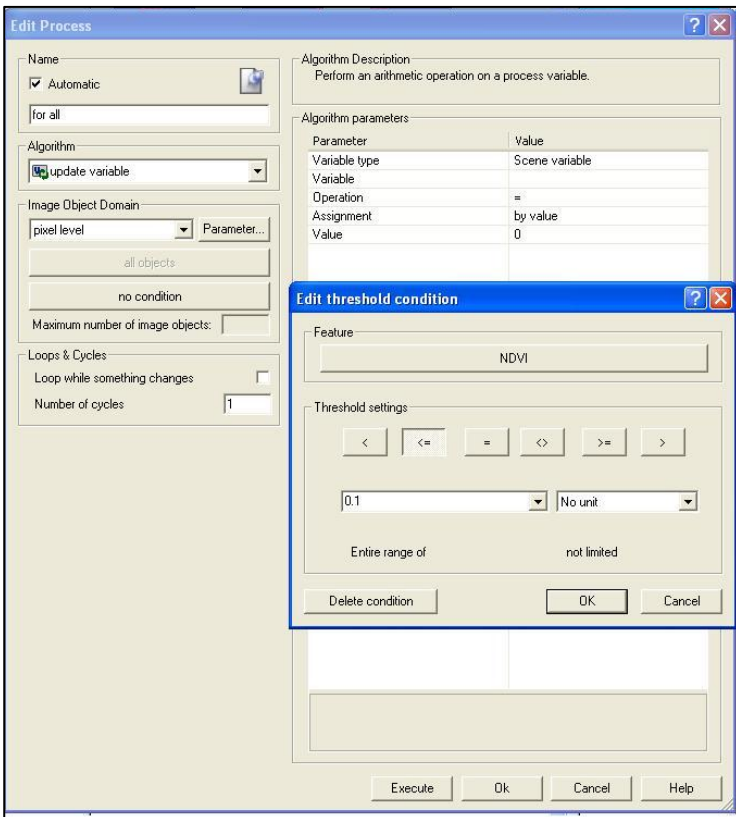 Edit Process
Name
Automatic
for all
Algorithm
update variable
Image Object Domain
pixel level
Parameter...
all objects
no condition
Maximum number of image objects:
Loops & Cycles
Loop while something changes
Number of cycles 1
Algorithm Description
Perform an arithmetic operation on a process variable.
Algorithm parameters
Parameter Value
Variable type Scene variable
Variable
Operation =
Assignment by value
Value 0
Edit threshold condition
Feature
NDVI
Threshold settings
< <= = <> >= >
0.1 No unit
Entire range of not limited
Delete condition OK Cancel
Execute Ok Cancel Help